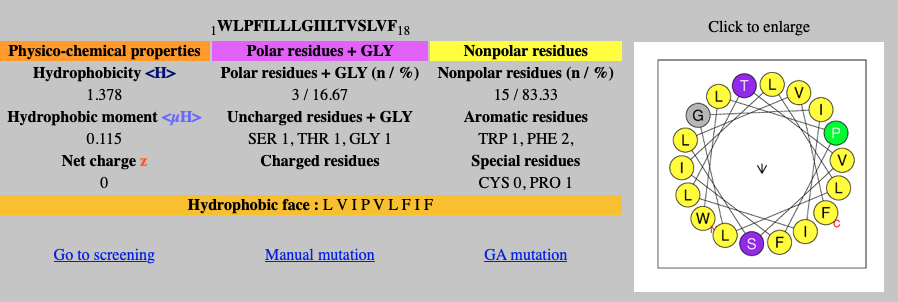 1WLPFILLLGIILTVSLVF18
Physico-chemical properties Polar residues + GLY Nonpolar residues
Hydrophobicity <H> Polar residues + GLY (n / %) Nonpolar residues (n / %)
1.378 3 / 16.67 15 / 83.33
Hydrophobic moment <µH> Uncharged residues + GLY Aromatic residues
0.115 SER 1, THR 1, GLY 1 TRP 1, PHE 2,
Net charge z Charged residues Special residues
0 CYS 0, PRO 1
Hydrophobic face : L V I P V L F I F
Go to screening Manual mutation GA mutation
Click to enlarge
T
L
V
I
P
V
L
F
C
I
F
S
L
W
L
I
L
G
L